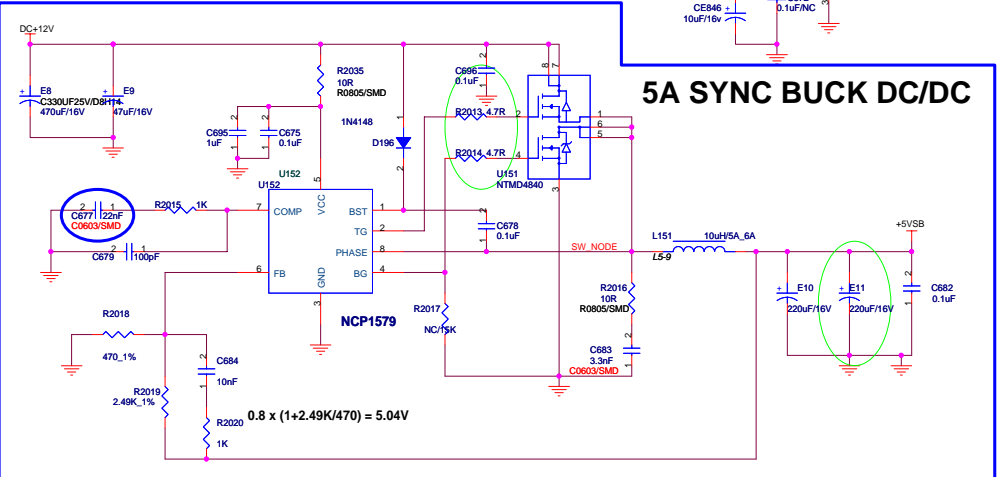 CE846
10uF/16v
0.1uF/NC
5A SYNC BUCK DC/DC
DC+12V
E8
C330UF25V/D8H14
470uF/16V
E9
47uF/16V
C695
1uF
C675
0.1uF
R2035
10R
R0805/SMD
1N4148
D196
C696
0.1uF
R2013 4.7R
R2014 4.7R
U151
NTMD4840
U152
U152
COMP
VCC
BST
TG
PHASE
BG
FB
GND
NCP1579
C677 22nF
C0603/SMD
R2015 1K
C679 100pF
C678
0.1uF
SW_NODE
L151 10uH/5A_6A
L5-9
+5VSB
E10
220uF/16V
E11
220uF/16V
C682
0.1uF
R2016
10R
R0805/SMD
C683
3.3nF
C0603/SMD
R2017
NC/15K
R2018
470_1%
R2019
2.49K_1%
C684
10nF
R2020
1K
0.8 x (1+2.49K/470) = 5.04V